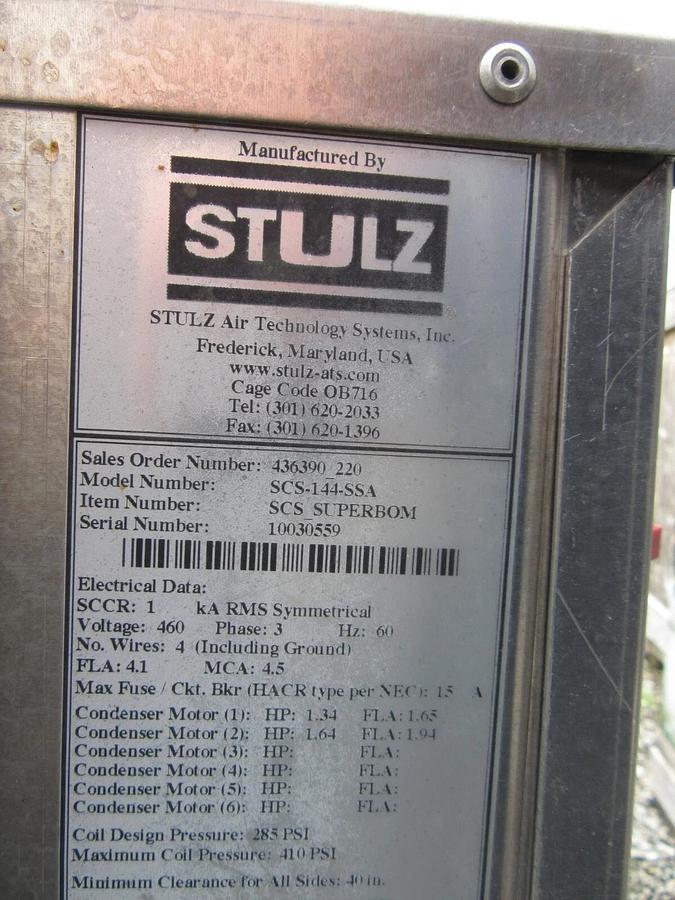 Manufactured By
STULZ
®
STULZ Air Technology Systems, Inc.
Frederick, Maryland, USA
www.stulz-ats.com
Cage Code OB716
Tel: (301) 620-2033
Fax: (301) 620-1396
Sales Order Number: 436390_220
Model Number: SCS-144-SSA
Item Number: SCS_SUPERBOM
Serial Number: 10030559
Electrical Data:
SCCR: 1 kA RMS Symmetrical
Voltage: 460 Phase: 3 Hz: 60
No. Wires: 4 (Including Ground)
FLA: 4.1 MCA: 4.5
Max Fuse / Ckt. Bkr (HACR type per NEC): 15 A
Condenser Motor (1): HP: 1.34 FLA: 1.65
Condenser Motor (2): HP: 1.64 FLA: 1.94
Condenser Motor (3): HP: FLA:
Condenser Motor (4): HP: FLA:
Condenser Motor (5): HP: FLA:
Condenser Motor (6): HP: FLA:
Coil Design Pressure: 285 PSI
Maximum Coil Pressure: 410 PSI
Minimum Clearance for All Sides: 40 in.